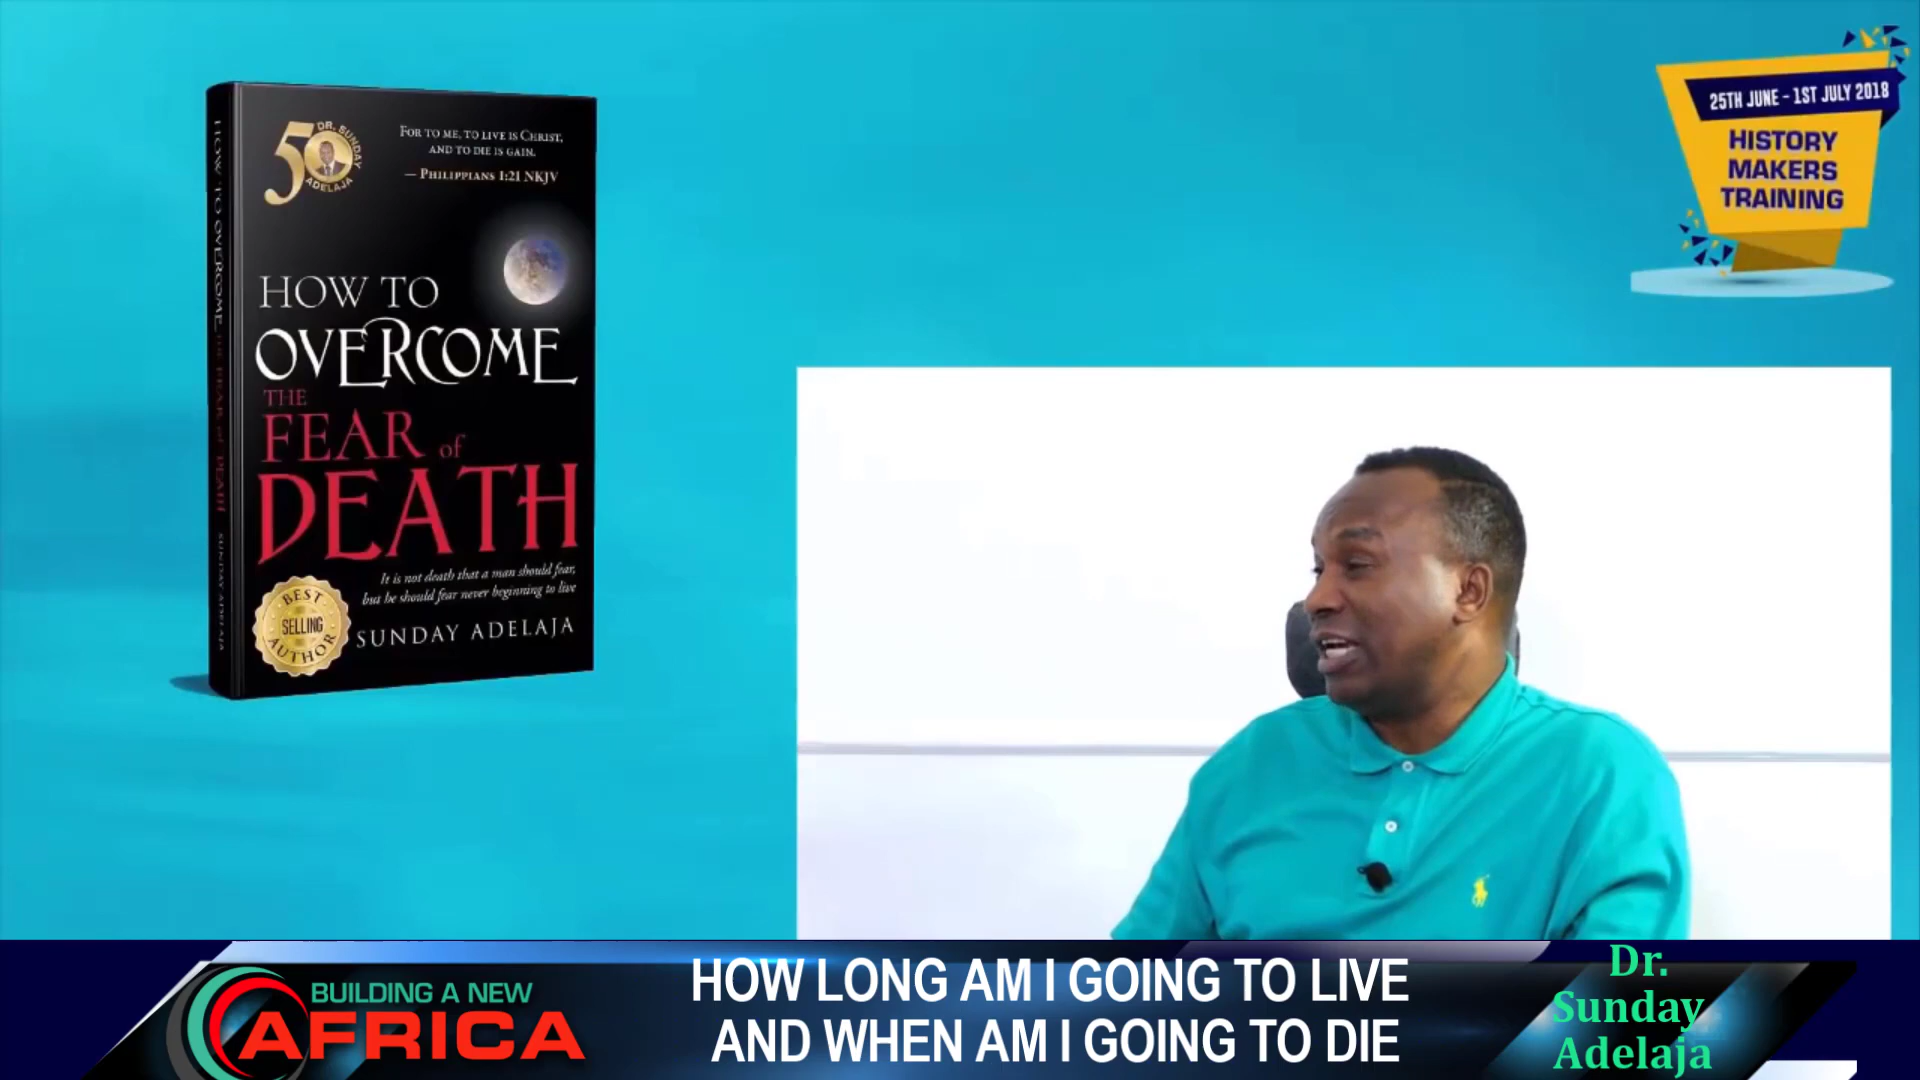 50
DR. SUNDAY
ADELAJA
FOR TO ME, TO LIVE IS CHRIST,
AND TO DIE IS GAIN.
— PHILIPPIANS 1:21 NKJV
HOW TO
OVERCOME
THE
FEAR of
DEATH
It is not death that a man should fear,
but he should fear never beginning to live
BEST
SELLING
AUTHOR
SUNDAY ADELAJA
HOW TO OVERCOME THE FEAR of DEATH SUNDAY ADELAJA
25TH JUNE - 1ST JULY 2018
HISTORY
MAKERS
TRAINING
BUILDING A NEW
AFRICA
HOW LONG AM I GOING TO LIVE
AND WHEN AM I GOING TO DIE
Dr.
Sunday
Adelaja